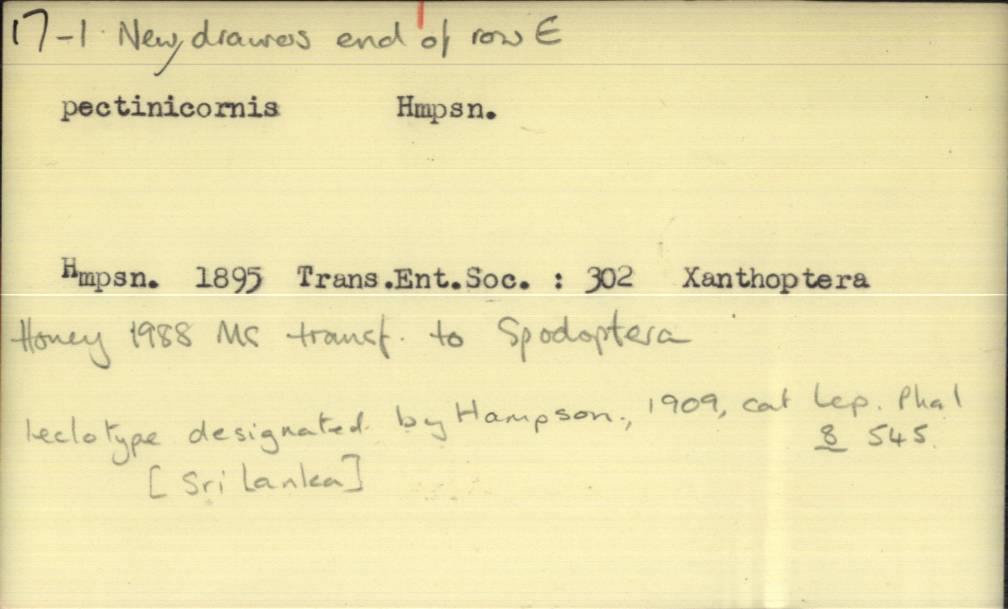 17-1. New drawers end of row E
pectinicornis Hmpsn.
Hmpsn. 1895 Trans.Ent.Soc. : 302 Xanthoptera
Honey 1988 MS transf. to Spodoptera
Lectotype designated by Hampson, 1909, cat Lep. Phal
8 545.
[Sri Lanka]